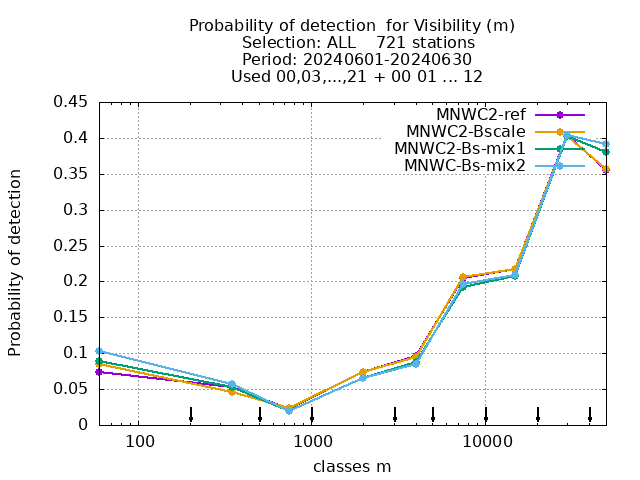 Probability of detection  for Visibility (m)
Selection: ALL    721 stations
Period: 20240601-20240630
Used 00,03,...,21 + 00 01 ... 12
MNWC2-ref
MNWC2-Bscale
MNWC2-Bs-mix1
MNWC-Bs-mix2
Probability of detection
0.45
0.4
0.35
0.3
0.25
0.2
0.15
0.1
0.05
0
100 1000 10000
classes m